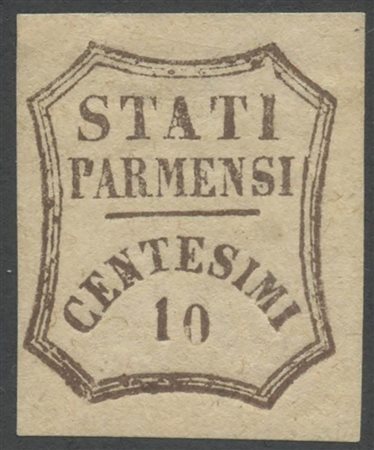 STATI
PARMENSI
CENTESIMI
10